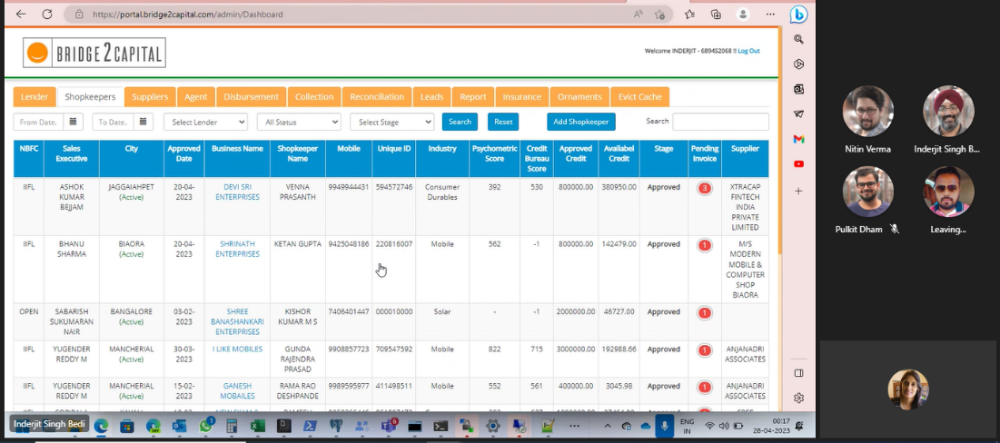 https://portal.bridge2capital.com/admin/Dashboard
BRIDGE 2 CAPITAL
Welcome INDERJIT - 689452068 !! Log Out
Lender Shopkeepers Suppliers Agent Disbursement Collection Reconciliation Leads Report Insurance Ornaments Evict Cache
From Date. To Date.. Select Lender All Status Select Stage Search Reset Add Shopkeeper Search
NBFC Sales Executive City Approved Date Business Name Shopkeeper Name Mobile Unique ID Industry Psychometric Score Credit Bureau Score Approved Credit Availabel Credit Stage Pending Invoice Supplier
IIFL ASHOK KUMAR BEJJAM JAGGAIAHPET (Active) 20-04-2023 DEVI SRI ENTERPRISES VENNA PRASANTH 9949944431 594572746 Consumer Durables 392 530 800000.00 380950.00 Approved 3 XTRACAP FINTECH INDIA PRIVATE LIMITED
IIFL BHANU SHARMA BIAORA (Active) 20-04-2023 SHRINATH ENTERPRISES KETAN GUPTA 9425048186 220816007 Mobile 562 -1 800000.00 142479.00 Approved 1 M/S MODERN MOBILE & COMPUTER SHOP BIAORA
OPEN SABARISH SUKUMARAN NAIR BANGALORE (Active) 03-02-2023 SHREE BANASHANKARI ENTERPRISES KISHOR KUMAR M S 7406401447 000010000 Solar - -1 2000000.00 46727.00 Approved 1
IIFL YUGENDER REDDY M MANCHERIAL (Active) 30-03-2023 I LIKE MOBILES GUNDA RAJENDRA PRASAD 9908857723 709547592 Mobile 822 715 3000000.00 192988.66 Approved 1 ANJANADRI ASSOCIATES
IIFL YUGENDER REDDY M MANCHERIAL (Active) 15-02-2023 GANESH MOBAILES RAMA RAO DESHPANDE 9989595977 411498511 Mobile 552 561 400000.00 3045.98 Approved 1 ANJANADRI ASSOCIATES
Inderjit Singh Bedi
ENG IN
00:17
28-04-2023
Nitin Verma
Inderjit Singh B...
Pulkit Dham
Leaving...